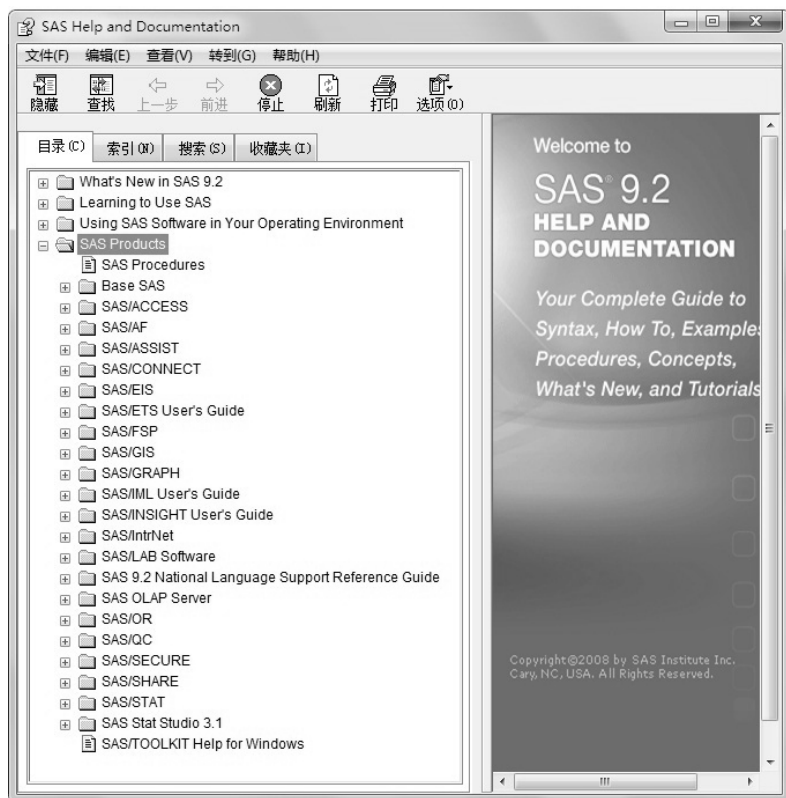 SAS Help and Documentation
文件(F) 编辑(E) 查看(V) 转到(G) 帮助(H)
隐藏 查找 上一步 前进 停止 刷新 打印 选项(O)
目录(C) 索引(N) 搜索(S) 收藏夹(I)
What's New in SAS 9.2
Learning to Use SAS
Using SAS Software in Your Operating Environment
SAS Products
SAS Procedures
Base SAS
SAS/ACCESS
SAS/AF
SAS/ASSIST
SAS/CONNECT
SAS/EIS
SAS/ETS User's Guide
SAS/FSP
SAS/GIS
SAS/GRAPH
SAS/IML User's Guide
SAS/INSIGHT User's Guide
SAS/IntrNet
SAS/LAB Software
SAS 9.2 National Language Support Reference Guide
SAS OLAP Server
SAS/OR
SAS/QC
SAS/SECURE
SAS/SHARE
SAS/STAT
SAS Stat Studio 3.1
SAS/TOOLKIT Help for Windows
Welcome to
SAS® 9.2
HELP AND
DOCUMENTATION
Your Complete Guide to
Syntax, How To, Examples
Procedures, Concepts,
What's New, and Tutorials
Copyright©2008 by SAS Institute Inc.
Cary, NC, USA. All Rights Reserved.